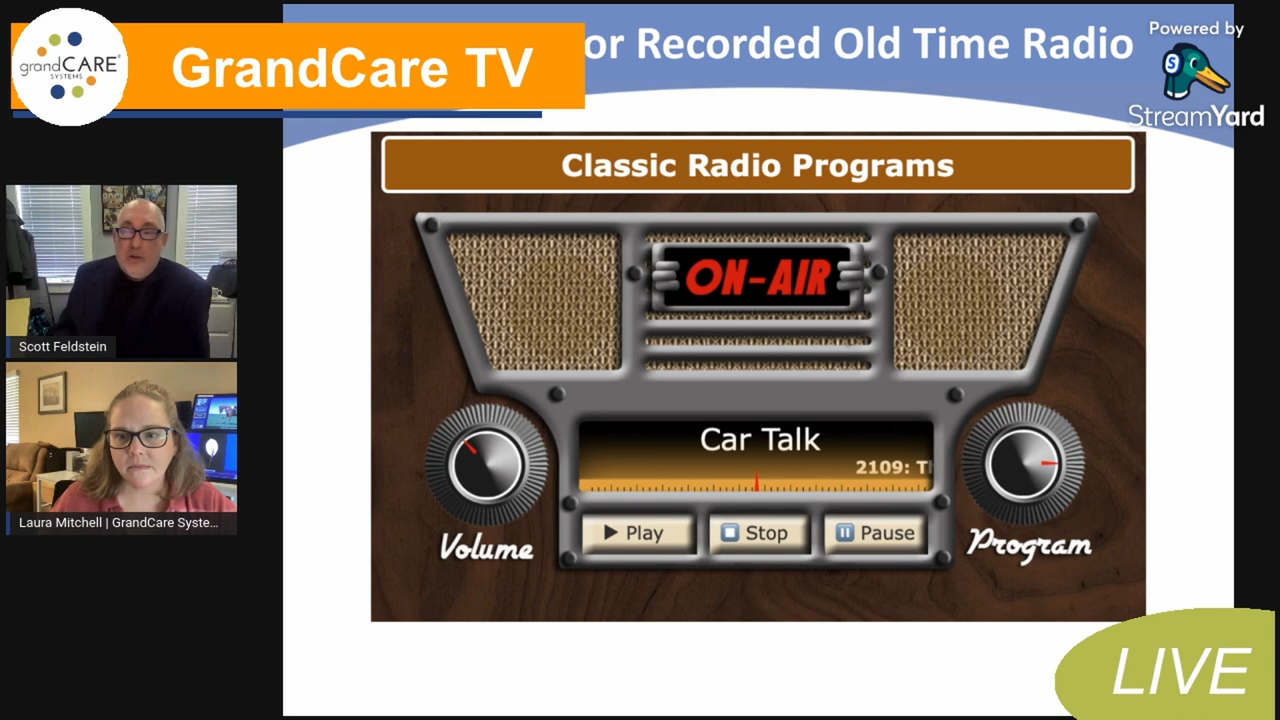 grandCARE
SYSTEMS
GrandCare TV
or Recorded Old Time Radio
Powered by
S
StreamYard
Classic Radio Programs
ON-AIR
Scott Feldstein
Car Talk
2109:
Play
Stop
Pause
Volume
Program
Laura Mitchell | GrandCare Syste...
LIVE